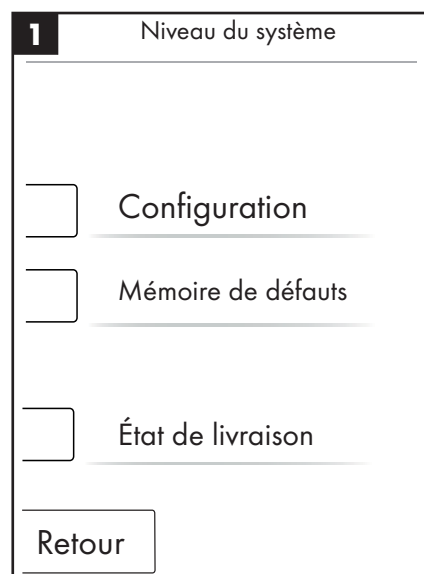 1
Niveau du système
Configuration
Mémoire de défauts
État de livraison
Retour